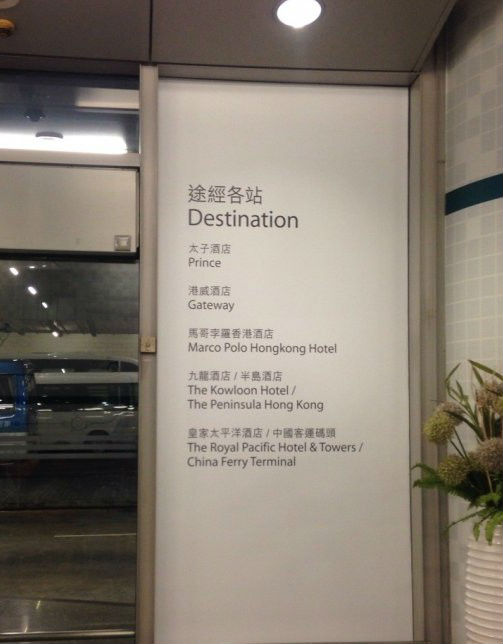 途經各站
Destination
太子酒店
Prince
港威酒店
Gateway
馬哥孛羅香港酒店
Marco Polo Hongkong Hotel
九龍酒店 / 半島酒店
The Kowloon Hotel /
The Peninsula Hong Kong
皇家太平洋酒店 / 中國客運碼頭
The Royal Pacific Hotel & Towers /
China Ferry Terminal